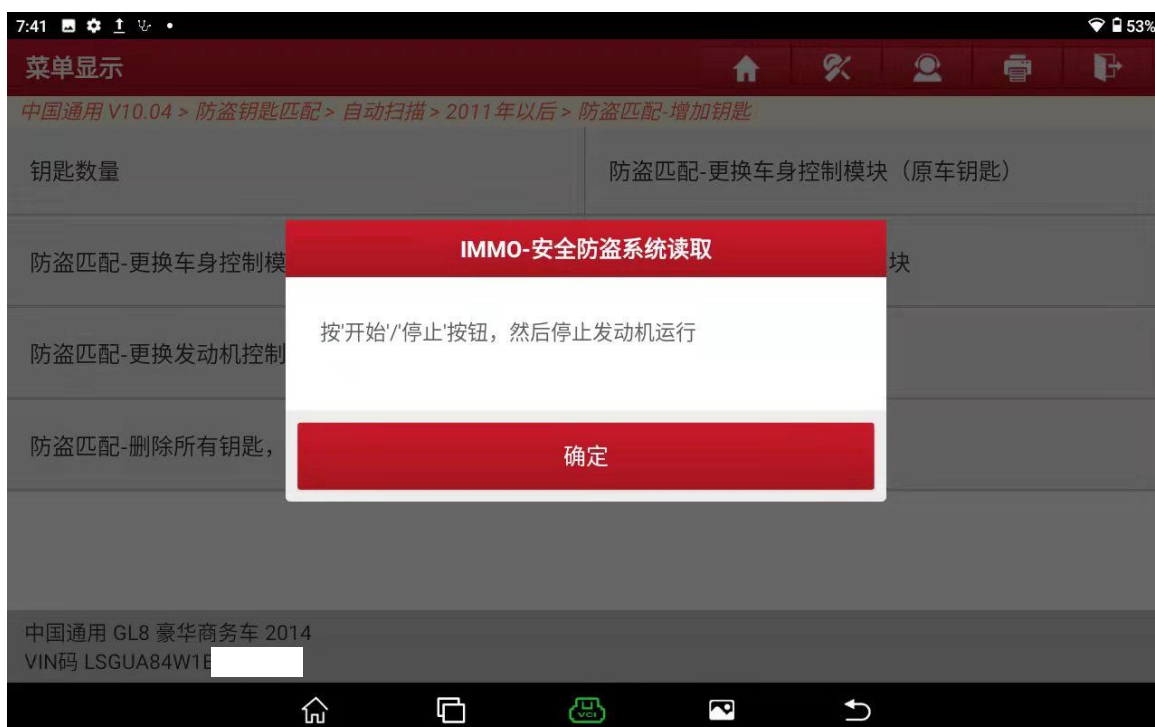 7:41
53%
菜单显示
中国通用 V10.04 > 防盗钥匙匹配 > 自动扫描 > 2011年以后 > 防盗匹配-增加钥匙
钥匙数量
防盗匹配-更换车身控制模块（原车钥匙）
防盗匹配-更换车身控制模
块
IMMO-安全防盗系统读取
按'开始'/'停止'按钮，然后停止发动机运行
防盗匹配-更换发动机控制
防盗匹配-删除所有钥匙，
确定
中国通用 GL8 豪华商务车 2014
VIN码 LSGUA84W1
VCI